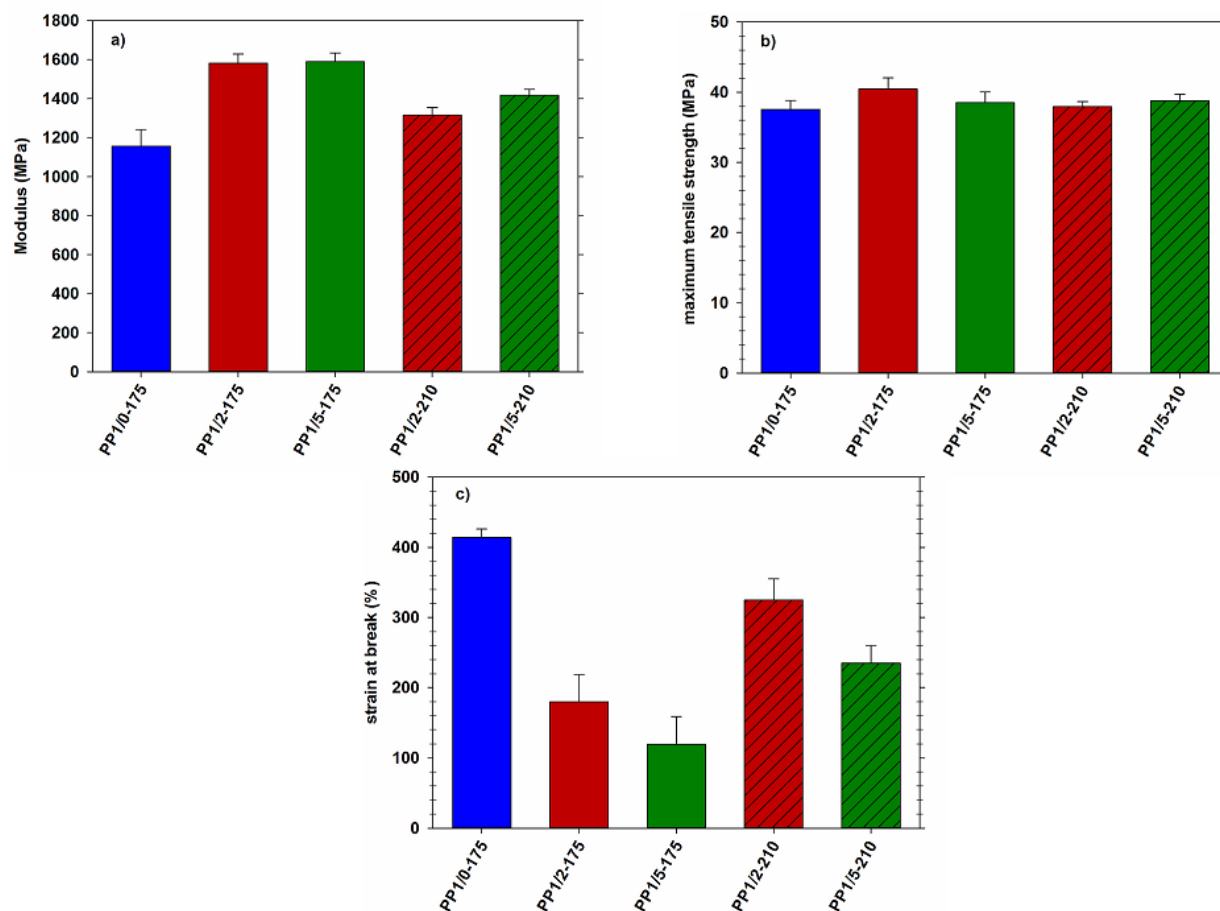 a)
Modulus (MPa)
1800
1600
1400
1200
1000
800
600
400
200
0
PP1/0-175
PP1/2-175
PP1/5-175
PP1/2-210
PP1/5-210
b)
maximum tensile strength (MPa)
50
40
30
20
10
0
PP1/0-175
PP1/2-175
PP1/5-175
PP1/2-210
PP1/5-210
c)
strain at break (%)
500
400
300
200
100
0
PP1/0-175
PP1/2-175
PP1/5-175
PP1/2-210
PP1/5-210